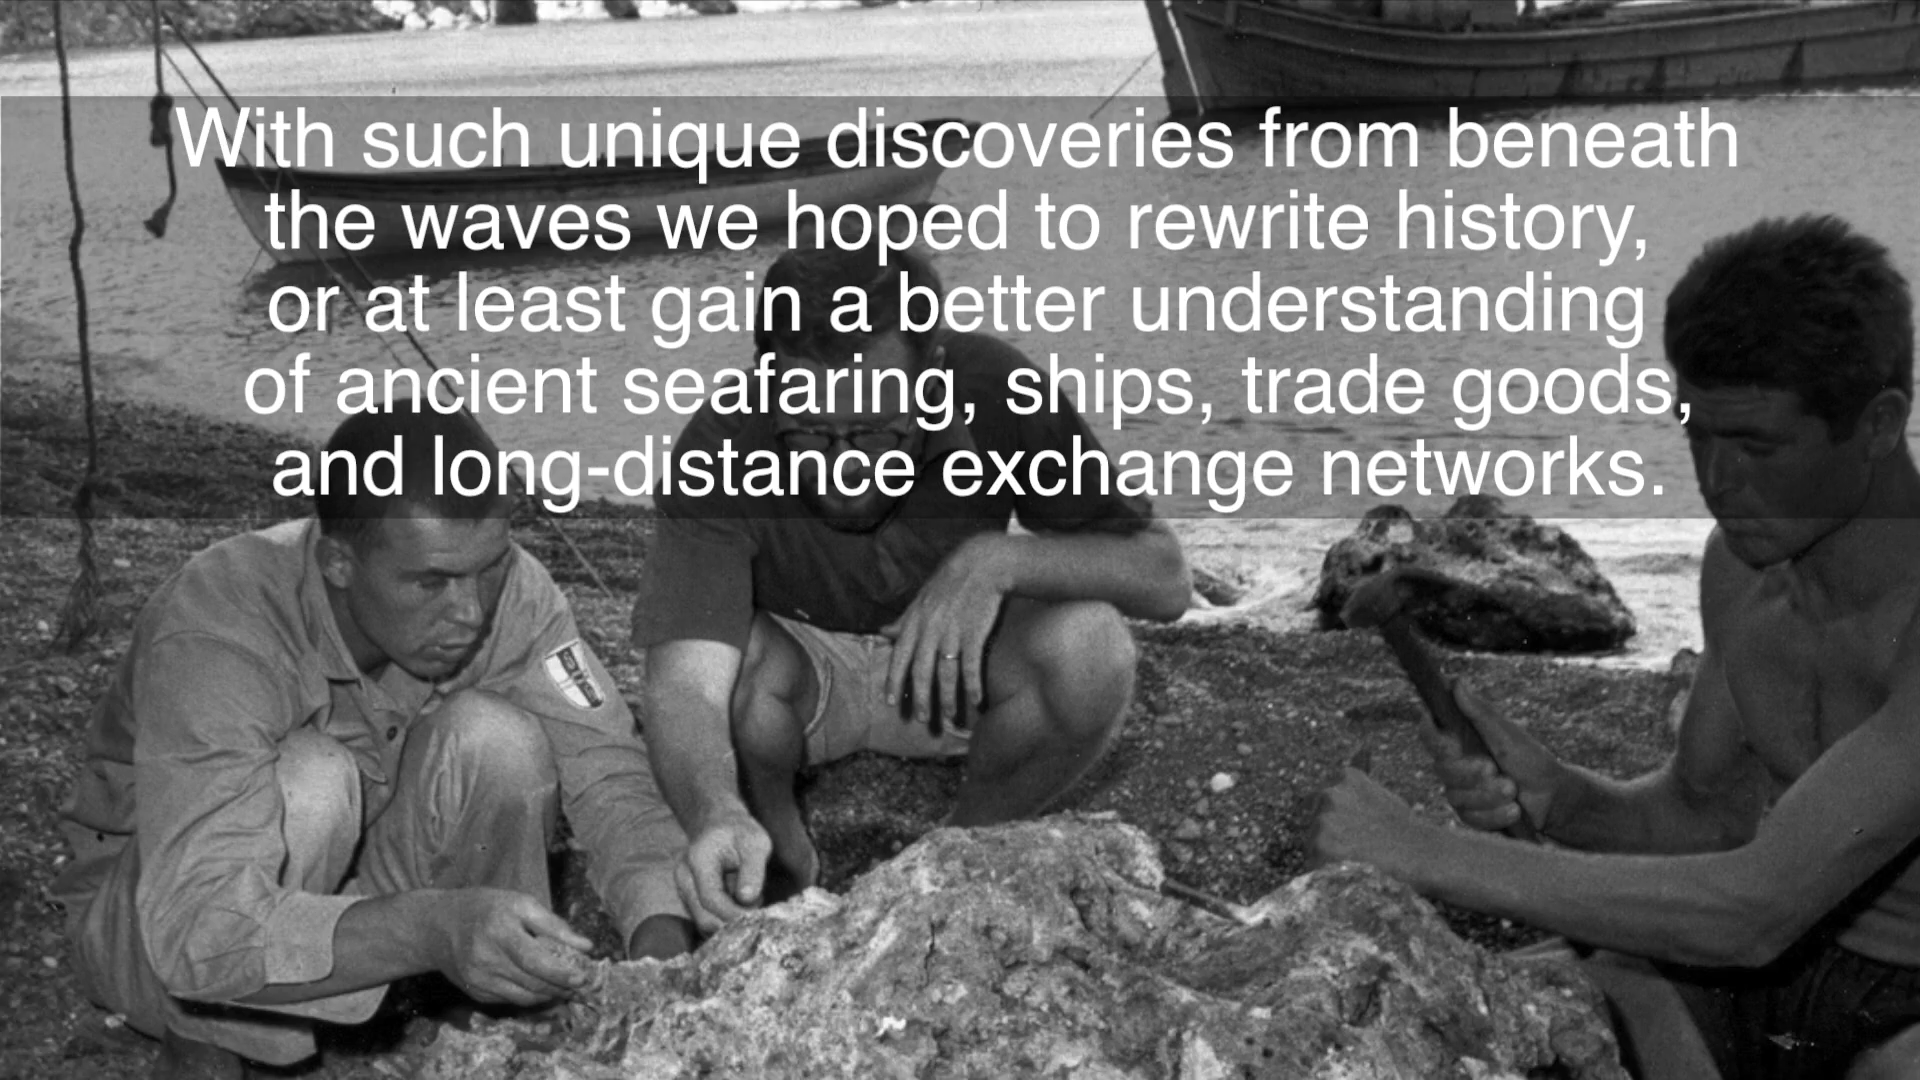 With such unique discoveries from beneath
the waves we hoped to rewrite history,
or at least gain a better understanding
of ancient seafaring, ships, trade goods,
and long-distance exchange networks.